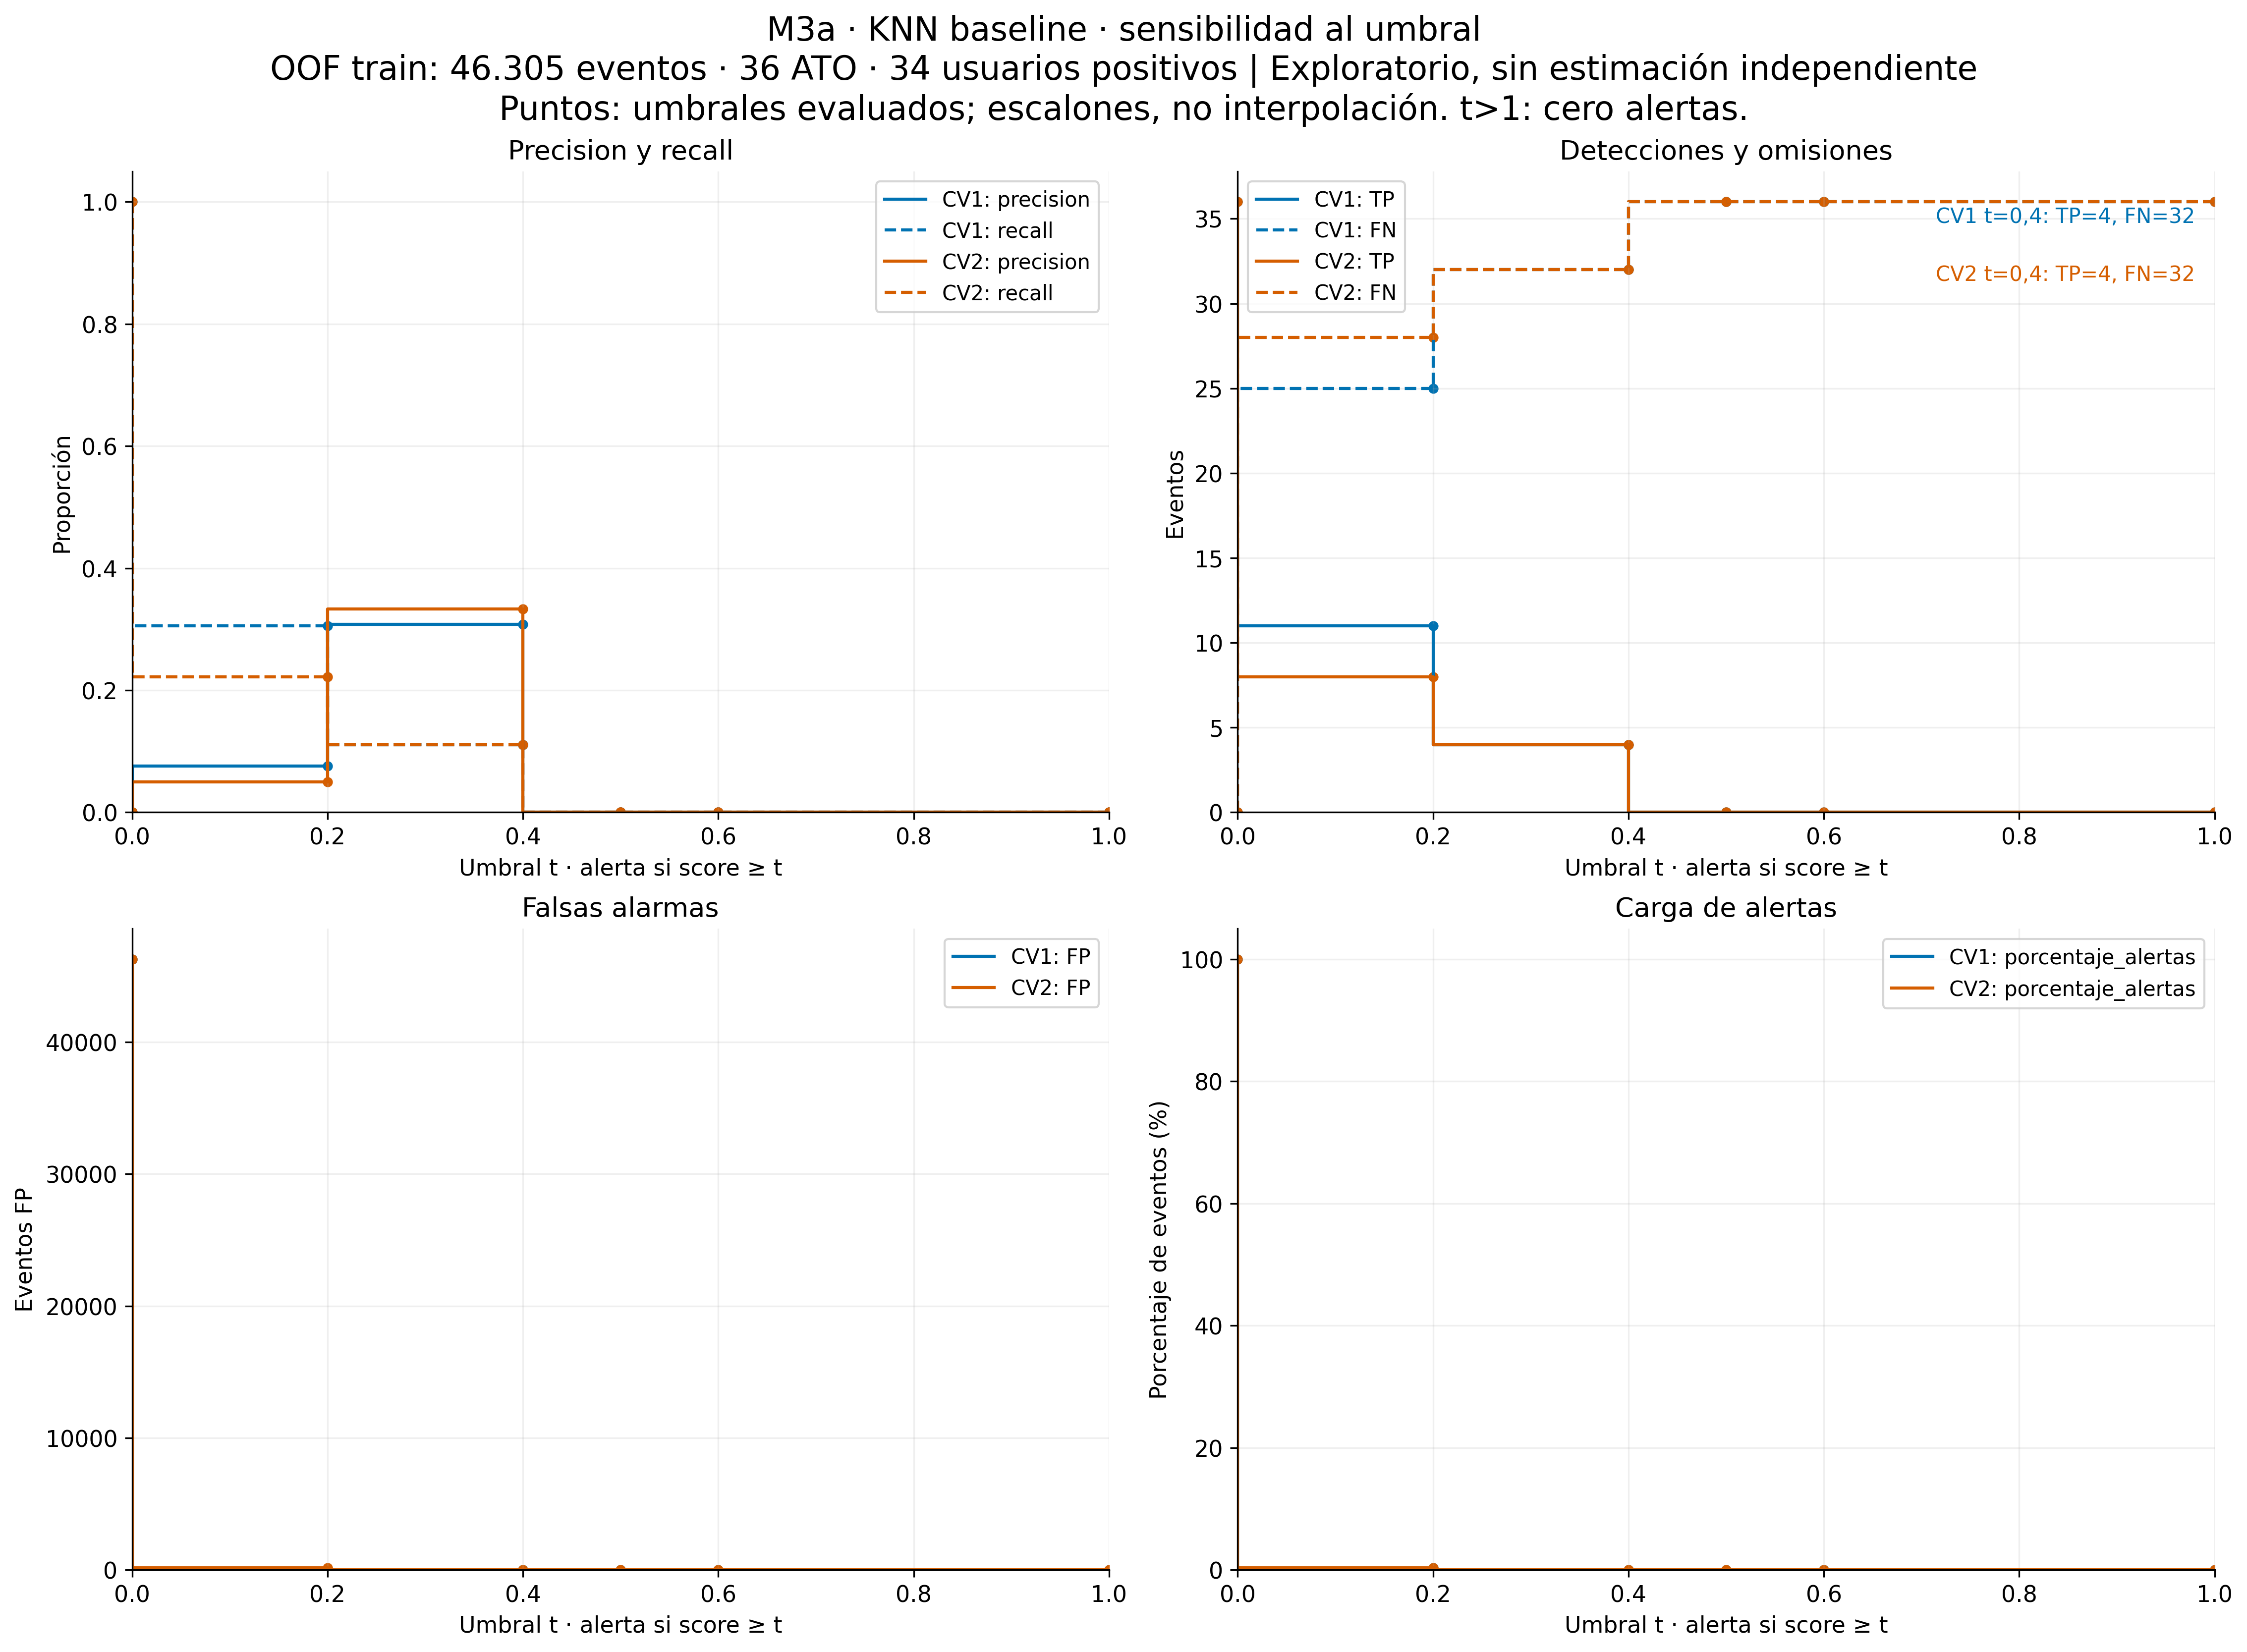 M3a · KNN baseline · sensibilidad al umbral
OOF train: 46.305 eventos · 36 ATO · 34 usuarios positivos | Exploratorio, sin estimación independiente
Puntos: umbrales evaluados; escalones, no interpolación. t>1: cero alertas.
Precision y recall
Proporción
1.0
0.8
0.6
0.4
0.2
0.0
CV1: precision
CV1: recall
CV2: precision
CV2: recall
0.0 0.2 0.4 0.6 0.8 1.0
Umbral t · alerta si score ≥ t
Detecciones y omisiones
Eventos
35
30
25
20
15
10
5
0
CV1: TP
CV1: FN
CV2: TP
CV2: FN
CV1 t=0,4: TP=4, FN=32
CV2 t=0,4: TP=4, FN=32
0.0 0.2 0.4 0.6 0.8 1.0
Umbral t · alerta si score ≥ t
Falsas alarmas
Eventos FP
40000
30000
20000
10000
0
CV1: FP
CV2: FP
0.0 0.2 0.4 0.6 0.8 1.0
Umbral t · alerta si score ≥ t
Carga de alertas
Porcentaje de eventos (%)
100
80
60
40
20
0
CV1: porcentaje_alertas
CV2: porcentaje_alertas
0.0 0.2 0.4 0.6 0.8 1.0
Umbral t · alerta si score ≥ t